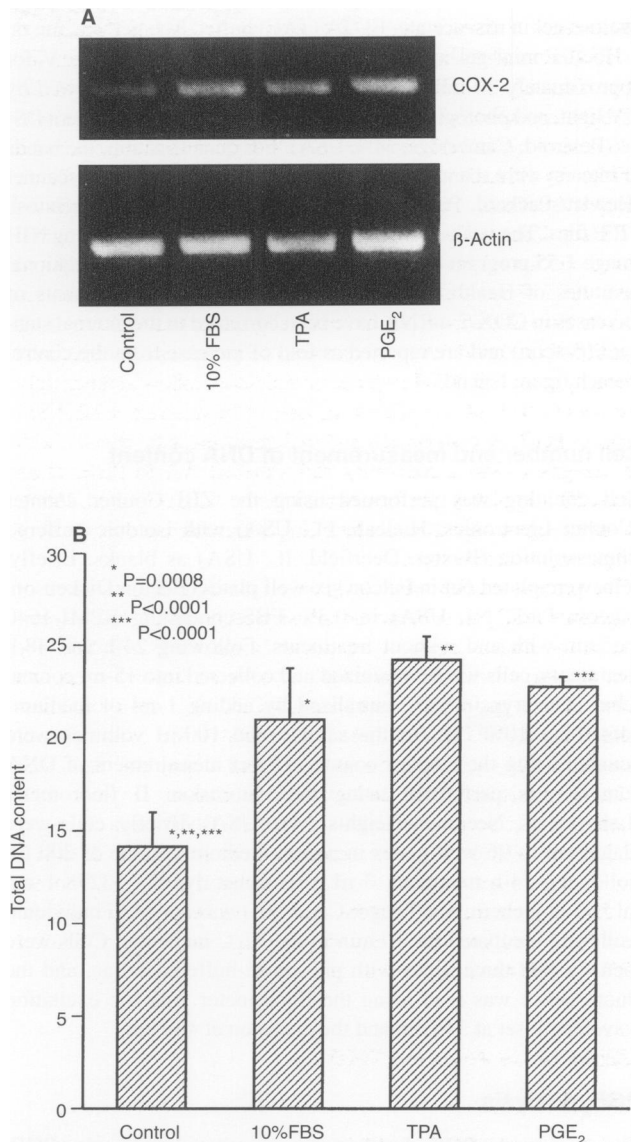 A
COX-2
ß-Actin
Control
10% FBS
TPA
PGE₂
B
30
25
20
15
10
5
0
Total DNA content
* P=0.0008
** P<0.0001
*** P<0.0001
*,**,***
*
**
***
Control
10%FBS
TPA
PGE₂